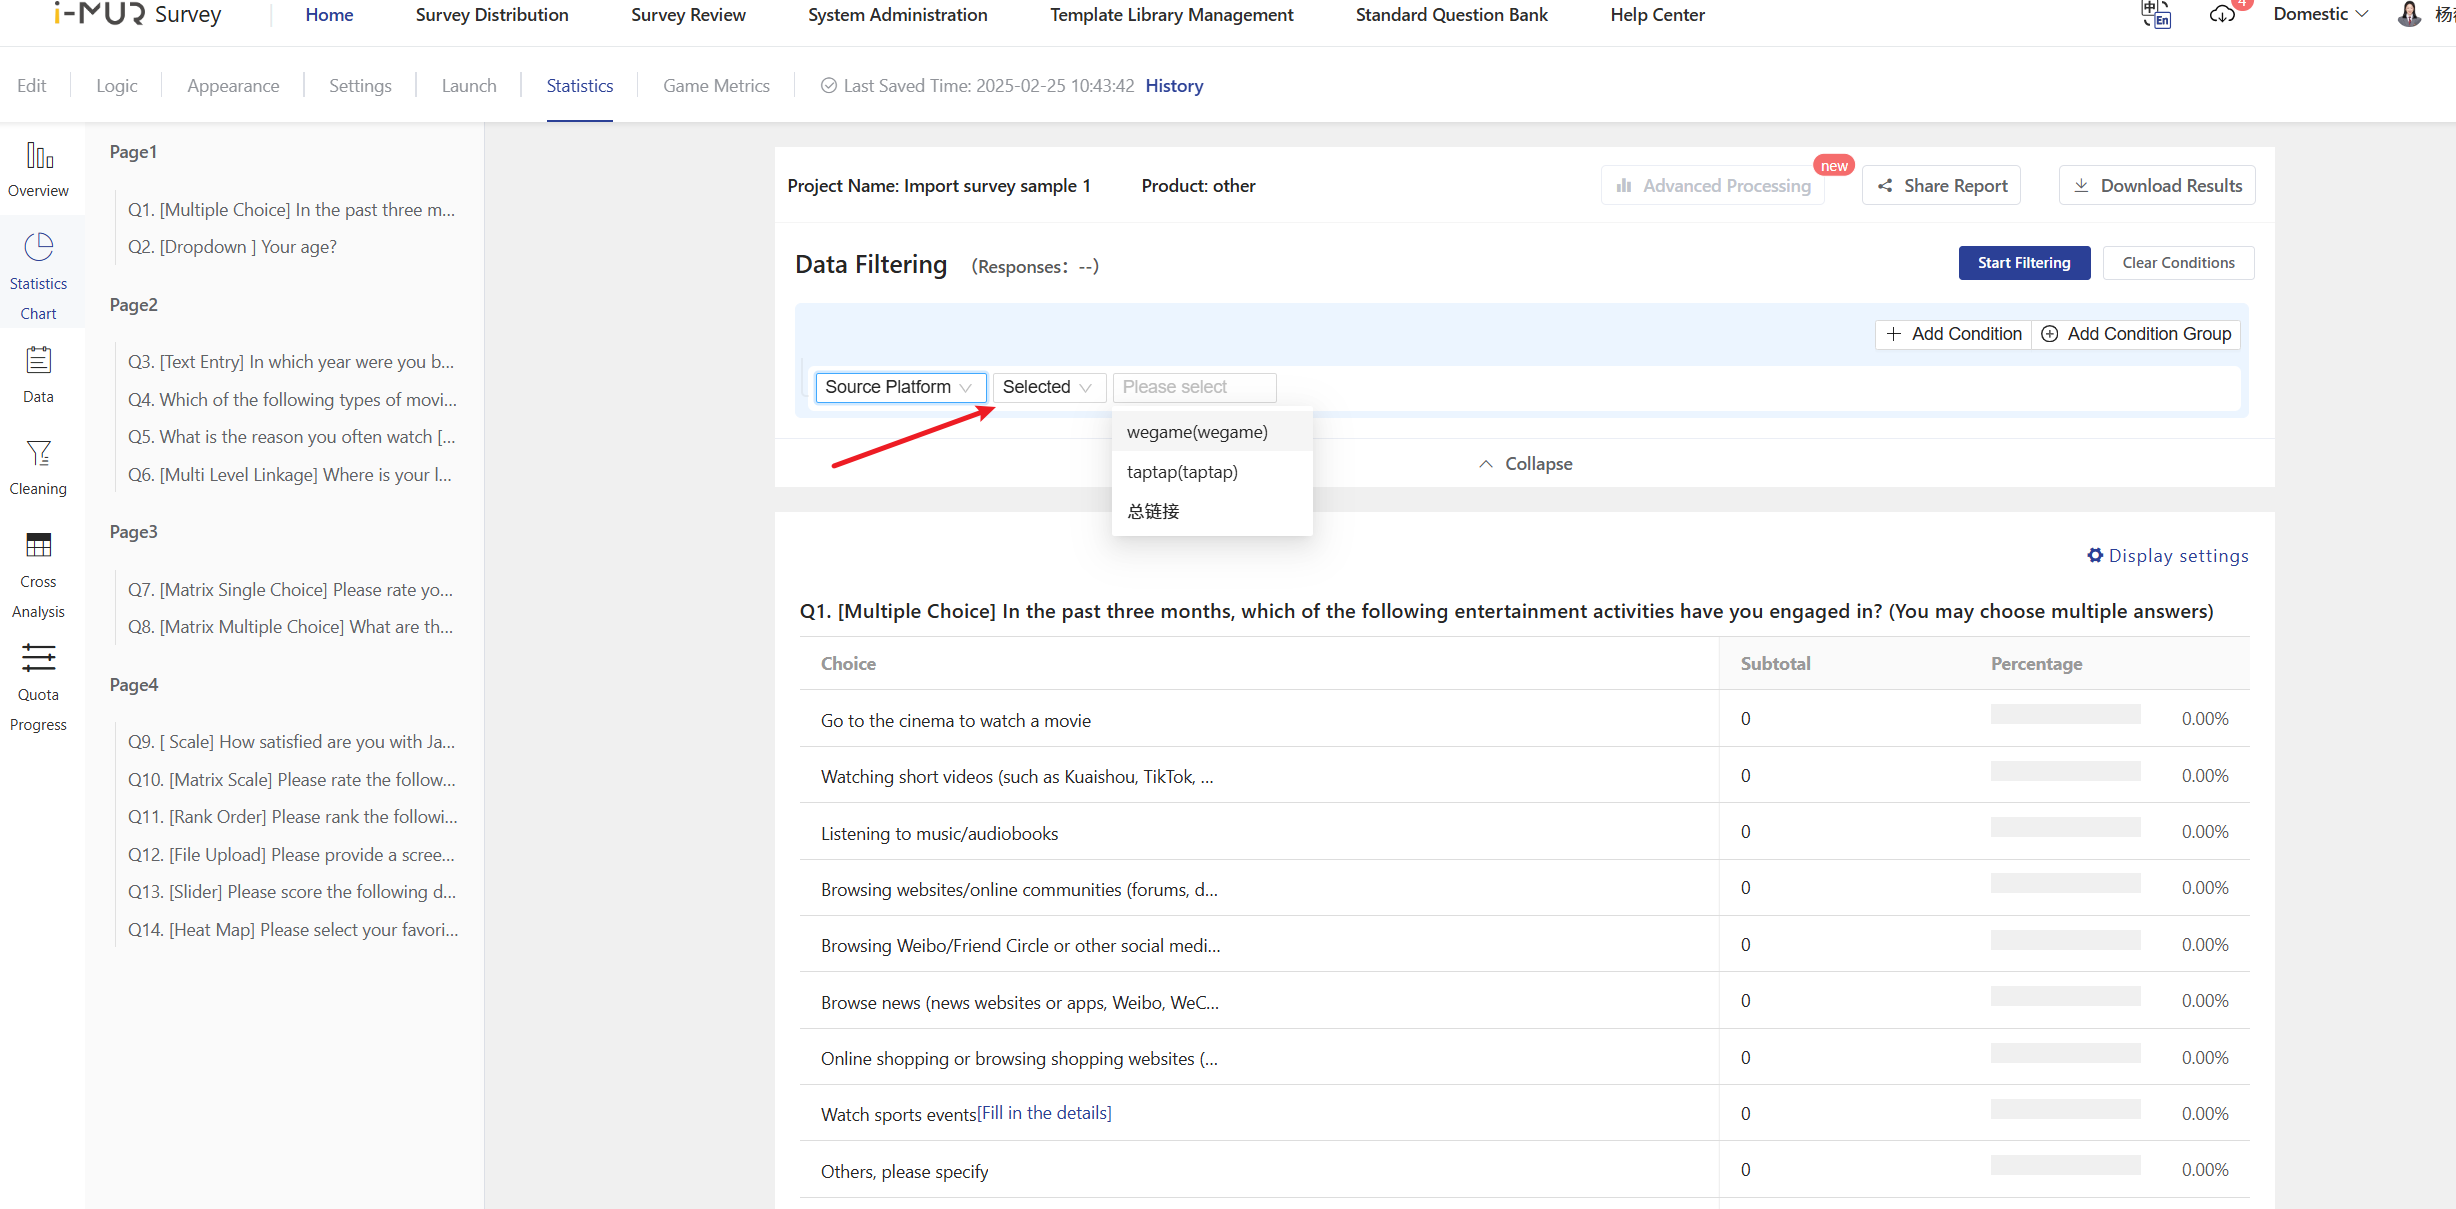 i-MUR Survey
Home
Survey Distribution
Survey Review
System Administration
Template Library Management
Standard Question Bank
Help Center
中 En
4
Domestic
杨
Edit
Logic
Appearance
Settings
Launch
Statistics
Game Metrics
Last Saved Time: 2025-02-25 10:43:42 History
Overview
Statistics
Chart
Data
Cleaning
Cross
Analysis
Quota
Progress
Page1
Q1. [Multiple Choice] In the past three m...
Q2. [Dropdown ] Your age?
Page2
Q3. [Text Entry] In which year were you b...
Q4. Which of the following types of movi...
Q5. What is the reason you often watch [...
Q6. [Multi Level Linkage] Where is your l...
Page3
Q7. [Matrix Single Choice] Please rate yo...
Q8. [Matrix Multiple Choice] What are th...
Page4
Q9. [ Scale] How satisfied are you with Ja...
Q10. [Matrix Scale] Please rate the follow...
Q11. [Rank Order] Please rank the followi...
Q12. [File Upload] Please provide a scree...
Q13. [Slider] Please score the following d...
Q14. [Heat Map] Please select your favori...
Project Name: Import survey sample 1
Product: other
Advanced Processing
new
Share Report
Download Results
Data Filtering (Responses: --)
Start Filtering
Clear Conditions
Add Condition
Add Condition Group
Source Platform
Selected
Please select
wegame(wegame)
taptap(taptap)
总链接
Collapse
Display settings
Q1. [Multiple Choice] In the past three months, which of the following entertainment activities have you engaged in? (You may choose multiple answers)
Choice Subtotal Percentage
Go to the cinema to watch a movie 0 0.00%
Watching short videos (such as Kuaishou, TikTok, ... 0 0.00%
Listening to music/audiobooks 0 0.00%
Browsing websites/online communities (forums, d... 0 0.00%
Browsing Weibo/Friend Circle or other social medi... 0 0.00%
Browse news (news websites or apps, Weibo, WeC... 0 0.00%
Online shopping or browsing shopping websites (... 0 0.00%
Watch sports events[Fill in the details] 0 0.00%
Others, please specify 0 0.00%